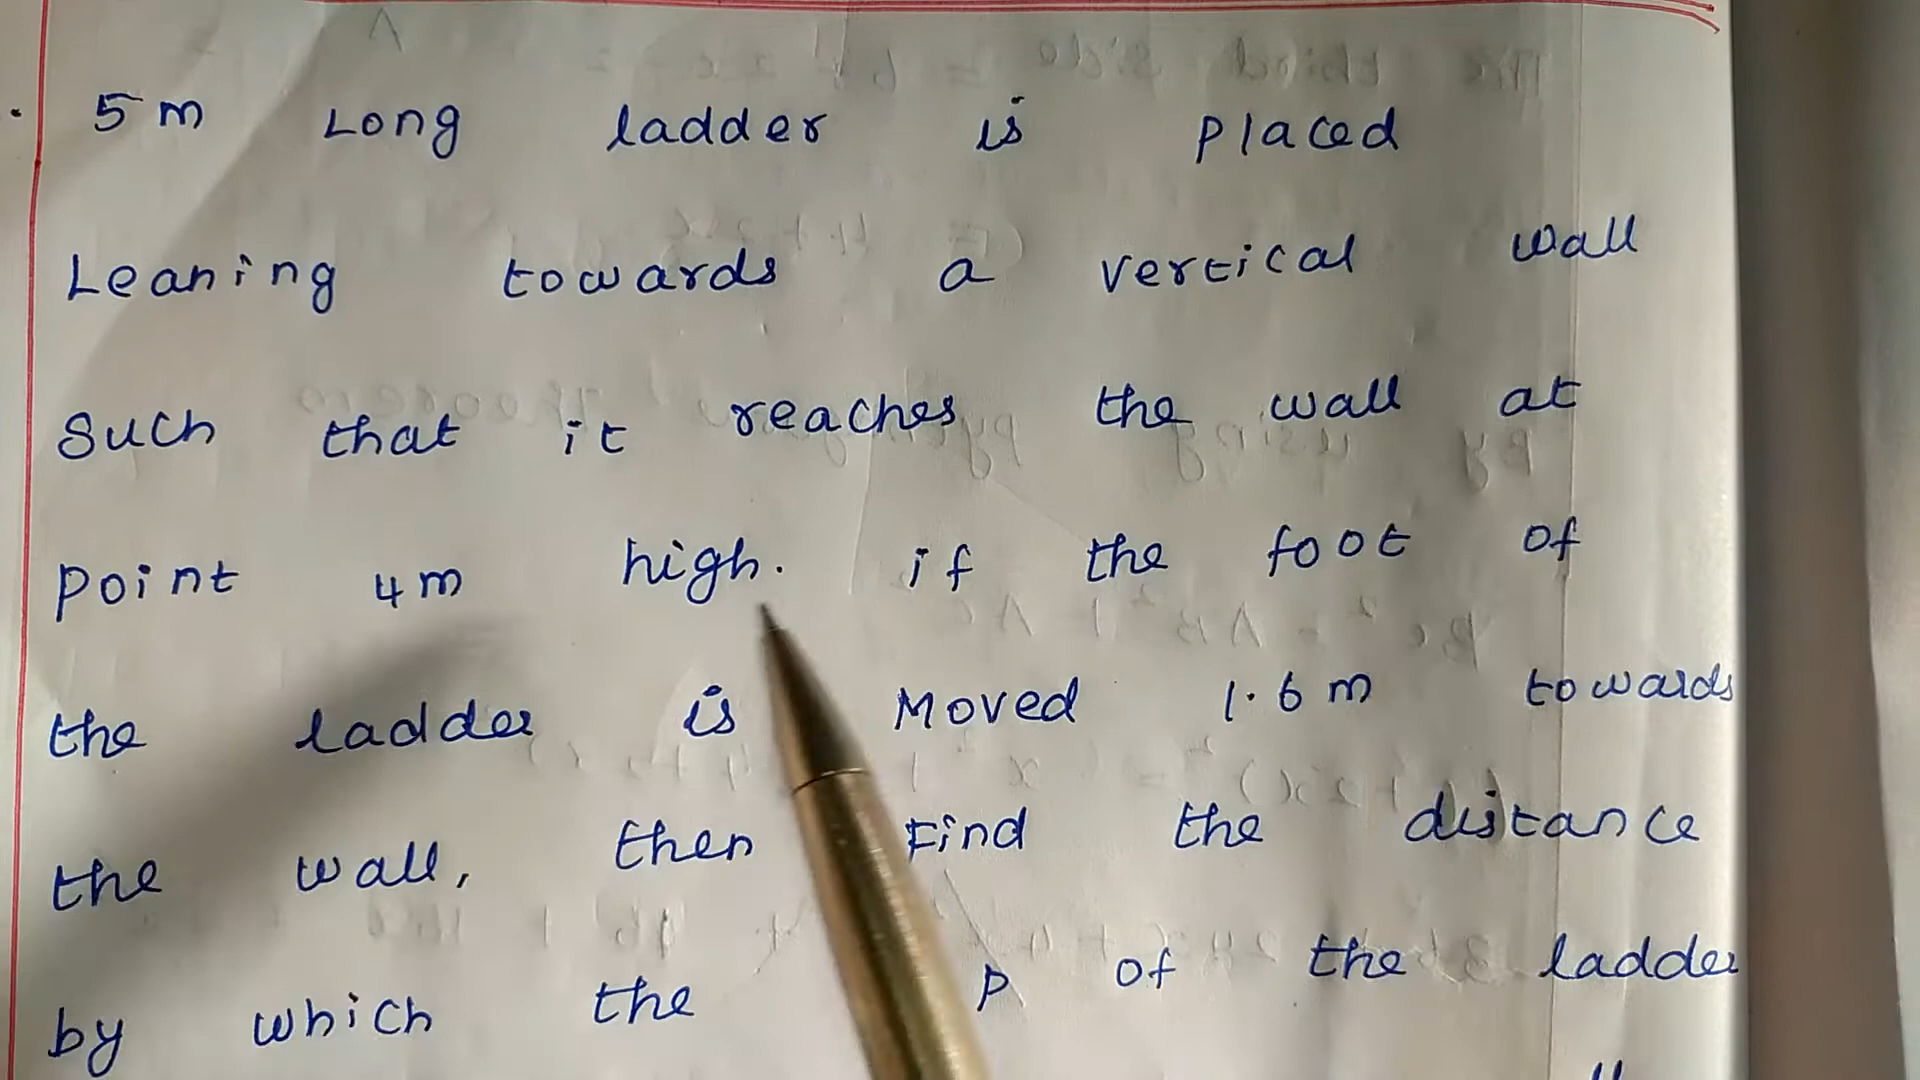 5 m Long ladder is placed
Leaning towards a vertical wall
Such that it reaches the wall at
point 4 m high. if the foot of
the ladder is Moved 1.6 m towards
the wall, then Find the distance
by which the p of the ladder